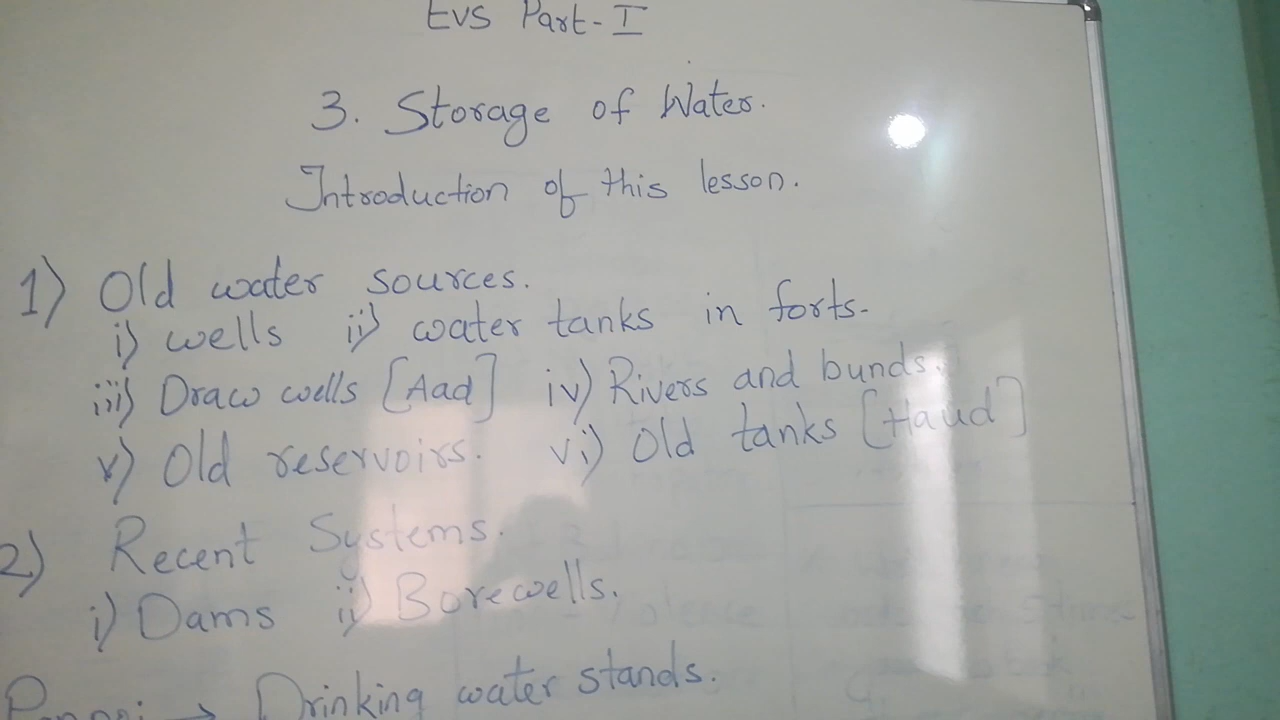 EVS Part-I
3. Storage of Water.
Introduction of this lesson.
1) Old water sources.
i) wells ii) water tanks in forts.
iii) Draw wells [Aad] iv) Rivers and bunds.
v) Old reservoirs. vi) Old tanks [Haud]
2) Recent Systems.
i) Dams ii) Borewells.
→ Drinking water stands.